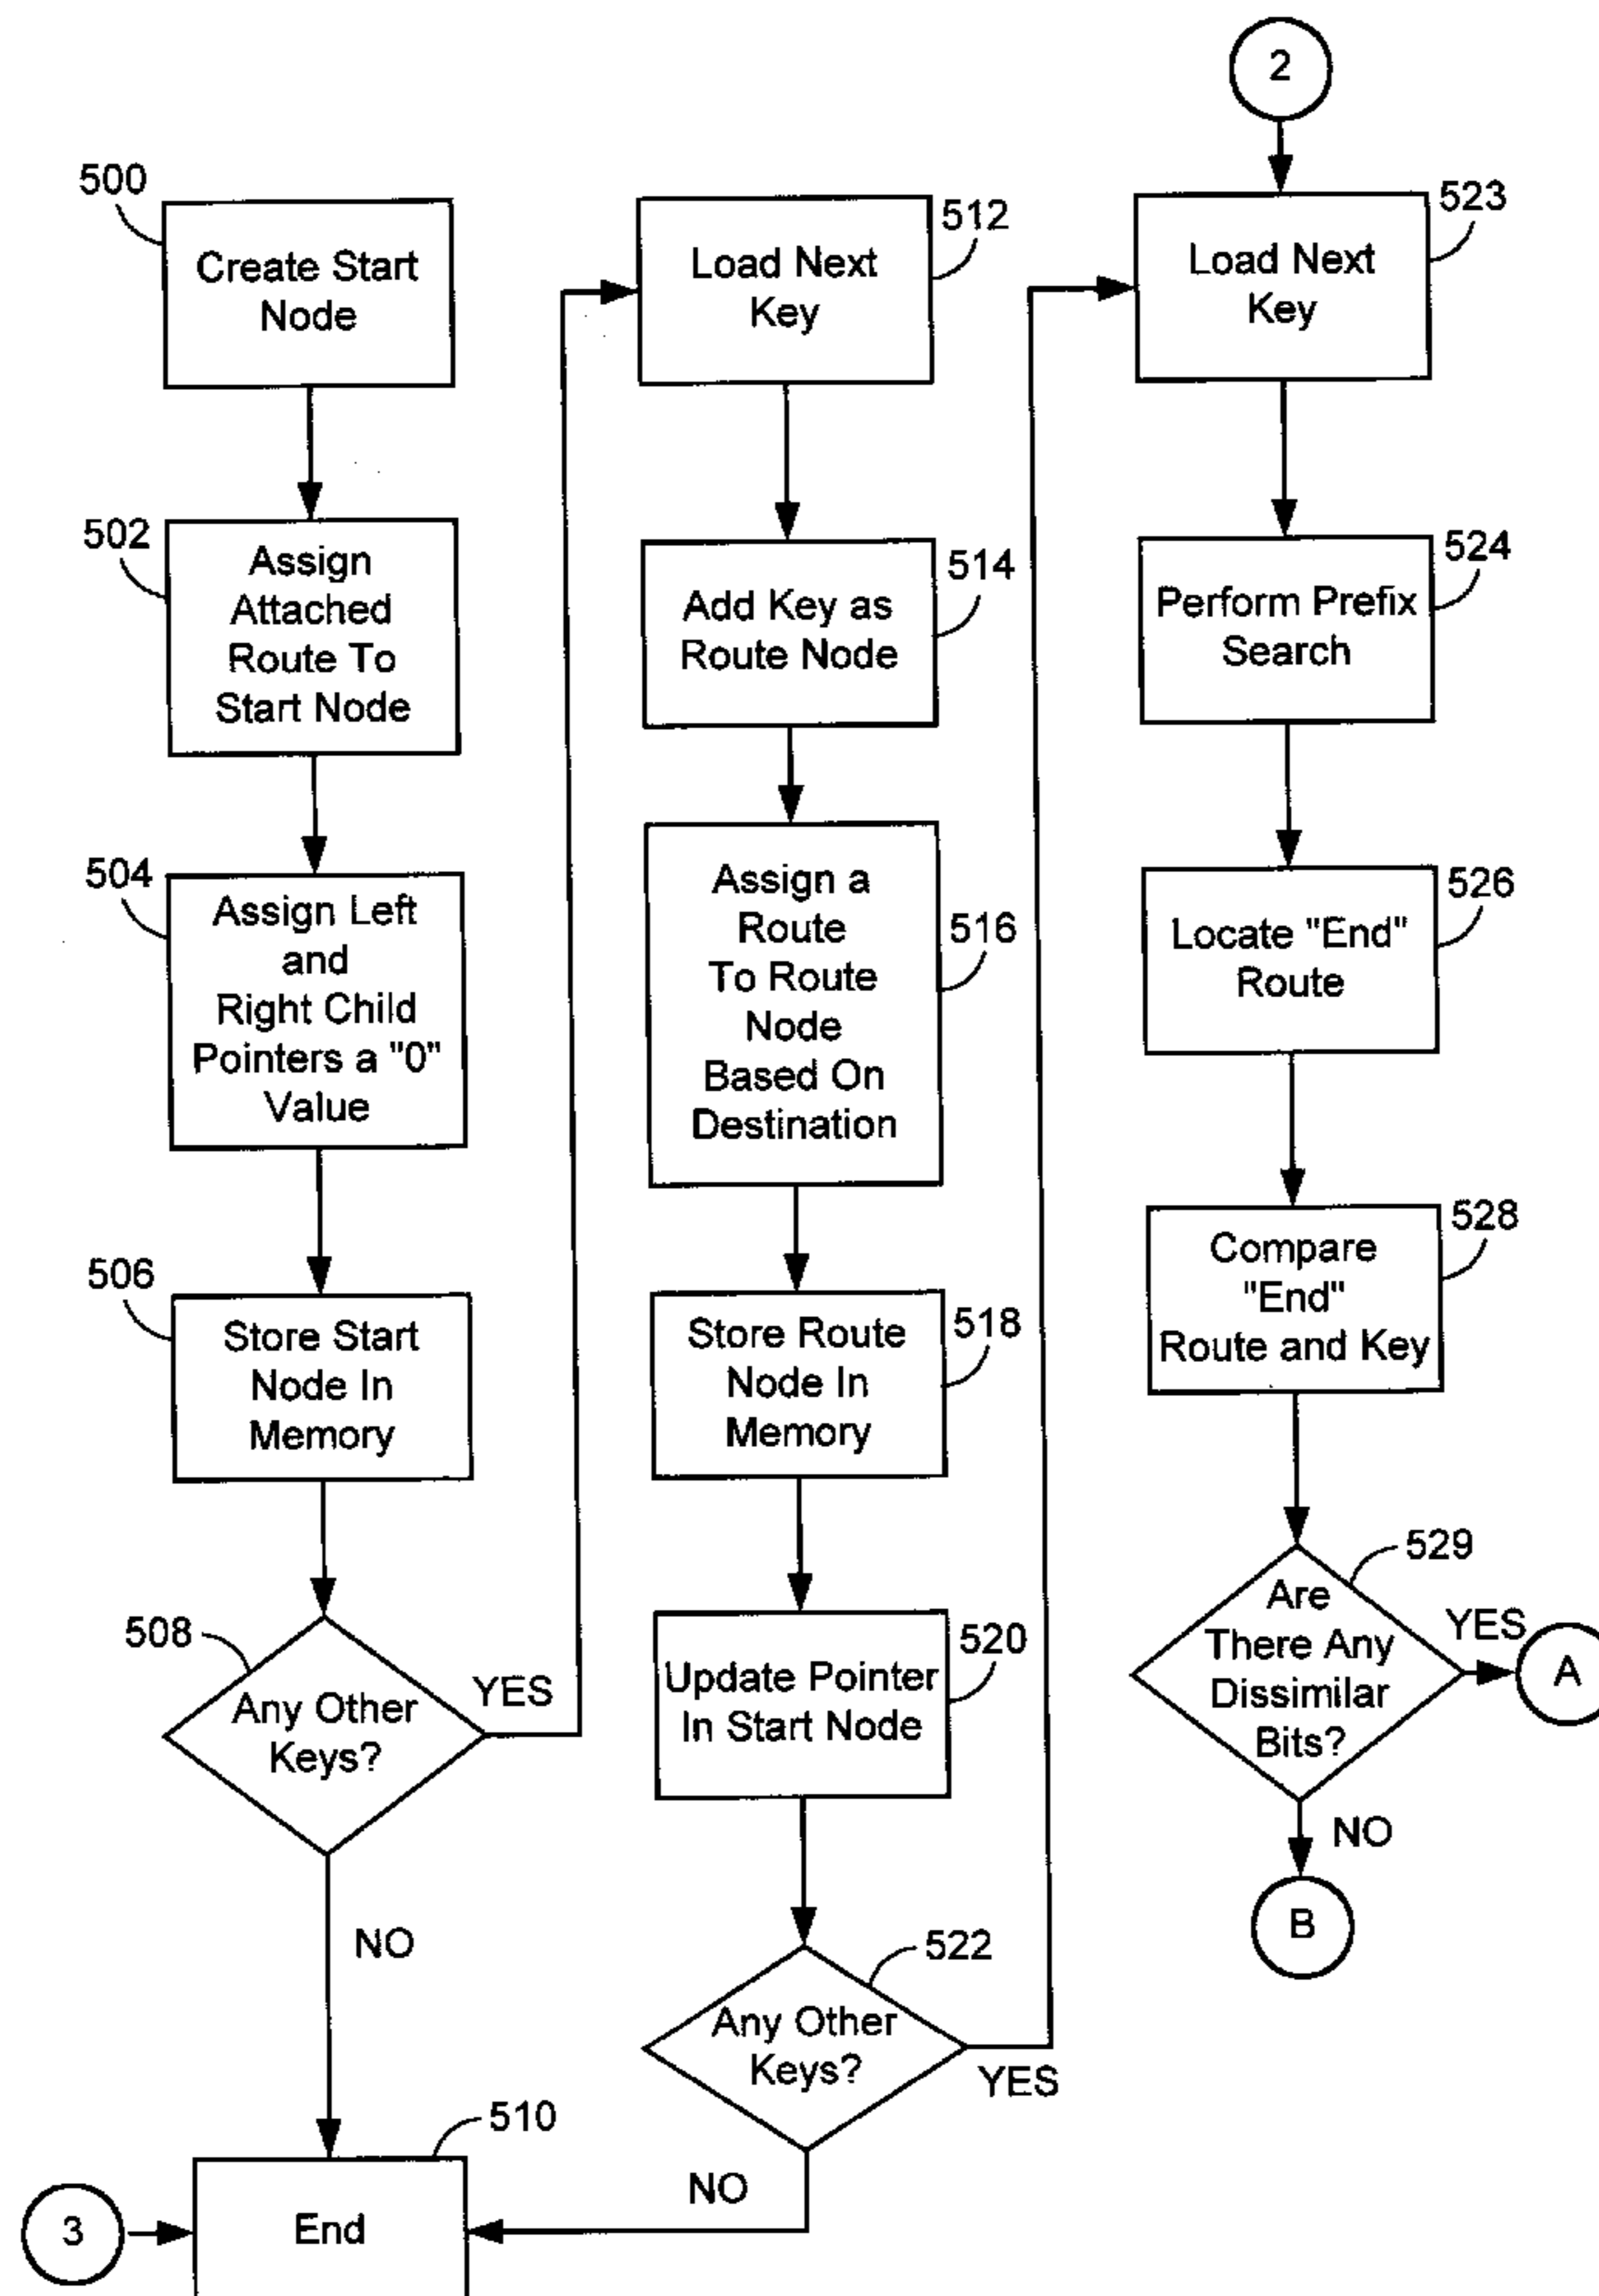 500
Create Start
Node
502
Assign
Attached
Route To
Start Node
504
Assign Left
and
Right Child
Pointers a "0"
Value
506
Store Start
Node In
Memory
508
Any Other
Keys?
YES
NO
510
End
3
512
Load Next
Key
514
Add Key as
Route Node
516
Assign a
Route
To Route
Node
Based On
Destination
518
Store Route
Node In
Memory
520
Update Pointer
In Start Node
522
Any Other
Keys?
YES
NO
2
523
Load Next
Key
524
Perform Prefix
Search
526
Locate "End"
Route
528
Compare
"End"
Route and Key
529
Are
There Any
Dissimilar
Bits?
YES
A
NO
B